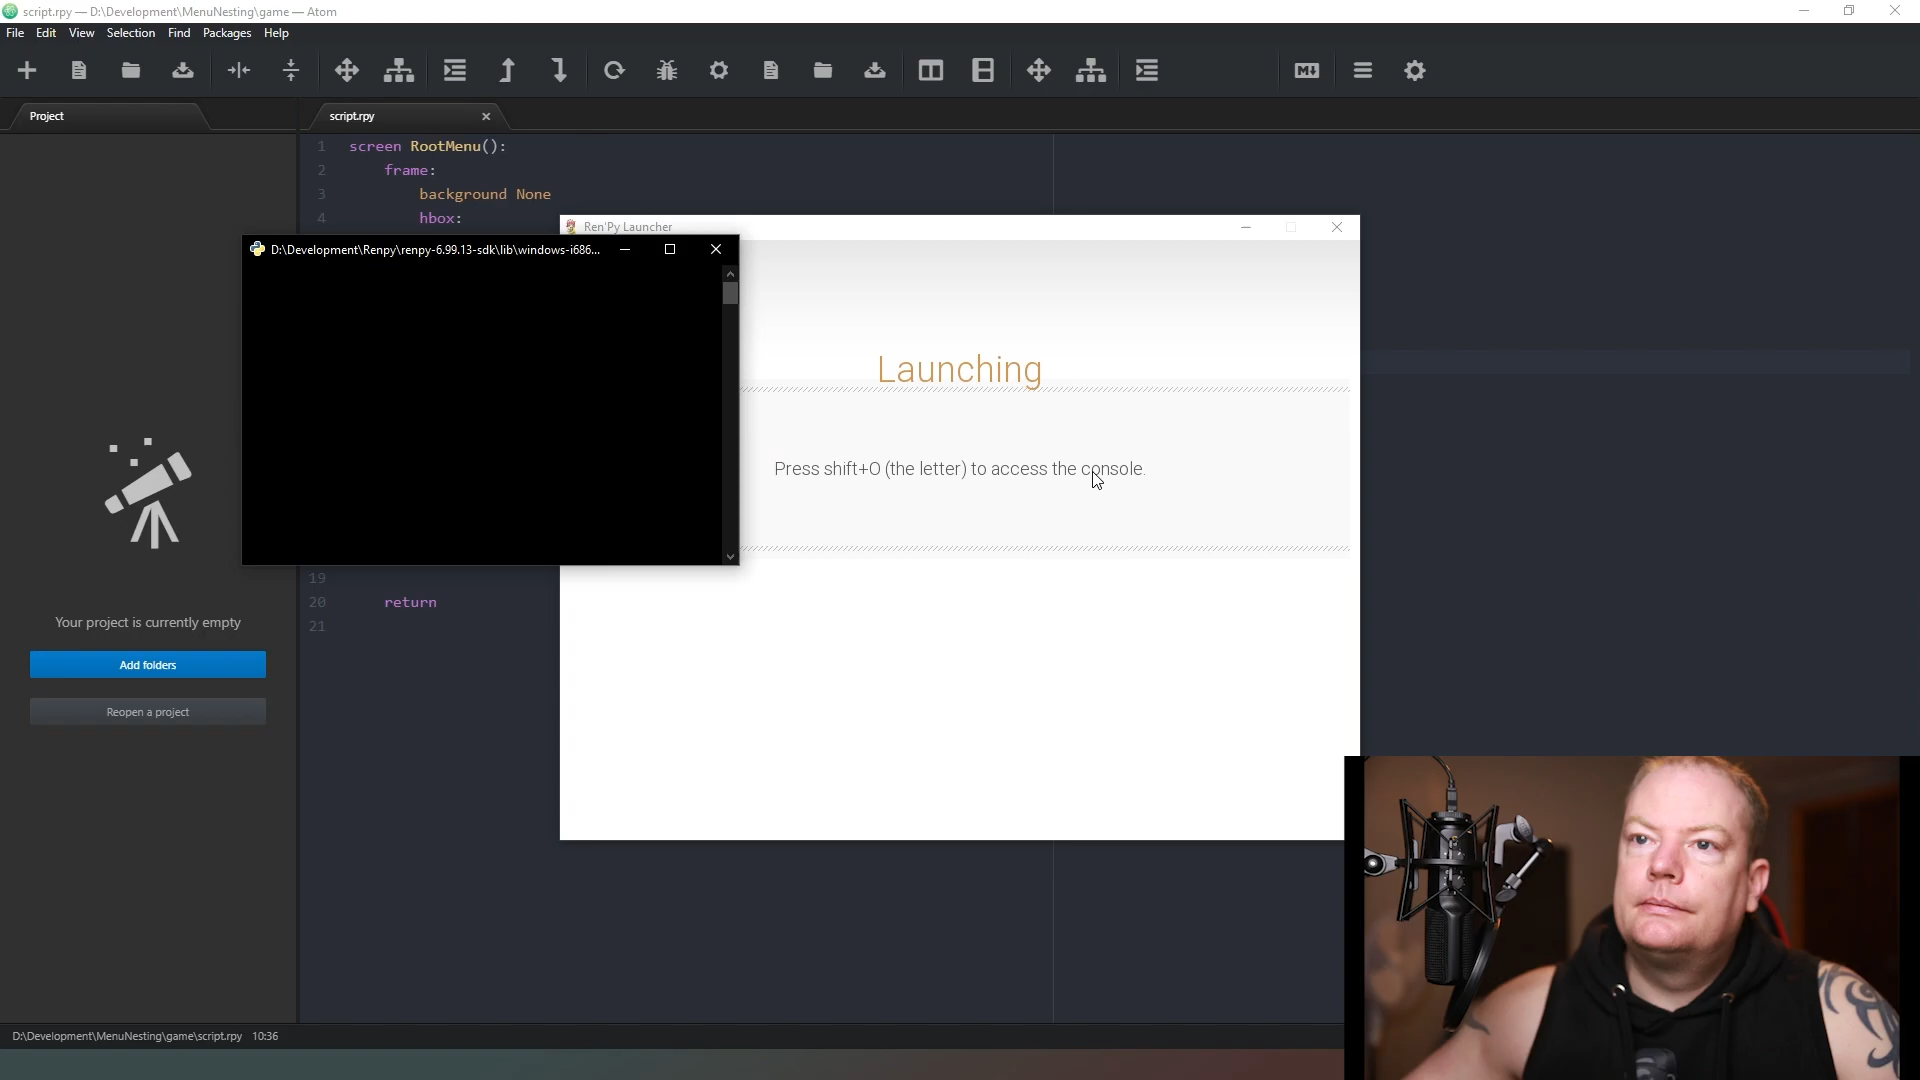 script.rpy — D:\Development\MenuNesting\game — Atom
File Edit View Selection Find Packages Help
M
Project
script.rpy
1 screen RootMenu():
2 frame:
3 background None
4 hbox:
Ren'Py Launcher
D:\Development\Renpy\renpy-6.99.13-sdk\lib\windows-i686...
Launching
Press shift+O (the letter) to access the console.
19
20 return
21
Your project is currently empty
Add folders
Reopen a project
D:\Development\MenuNesting\game\script.rpy 10:36